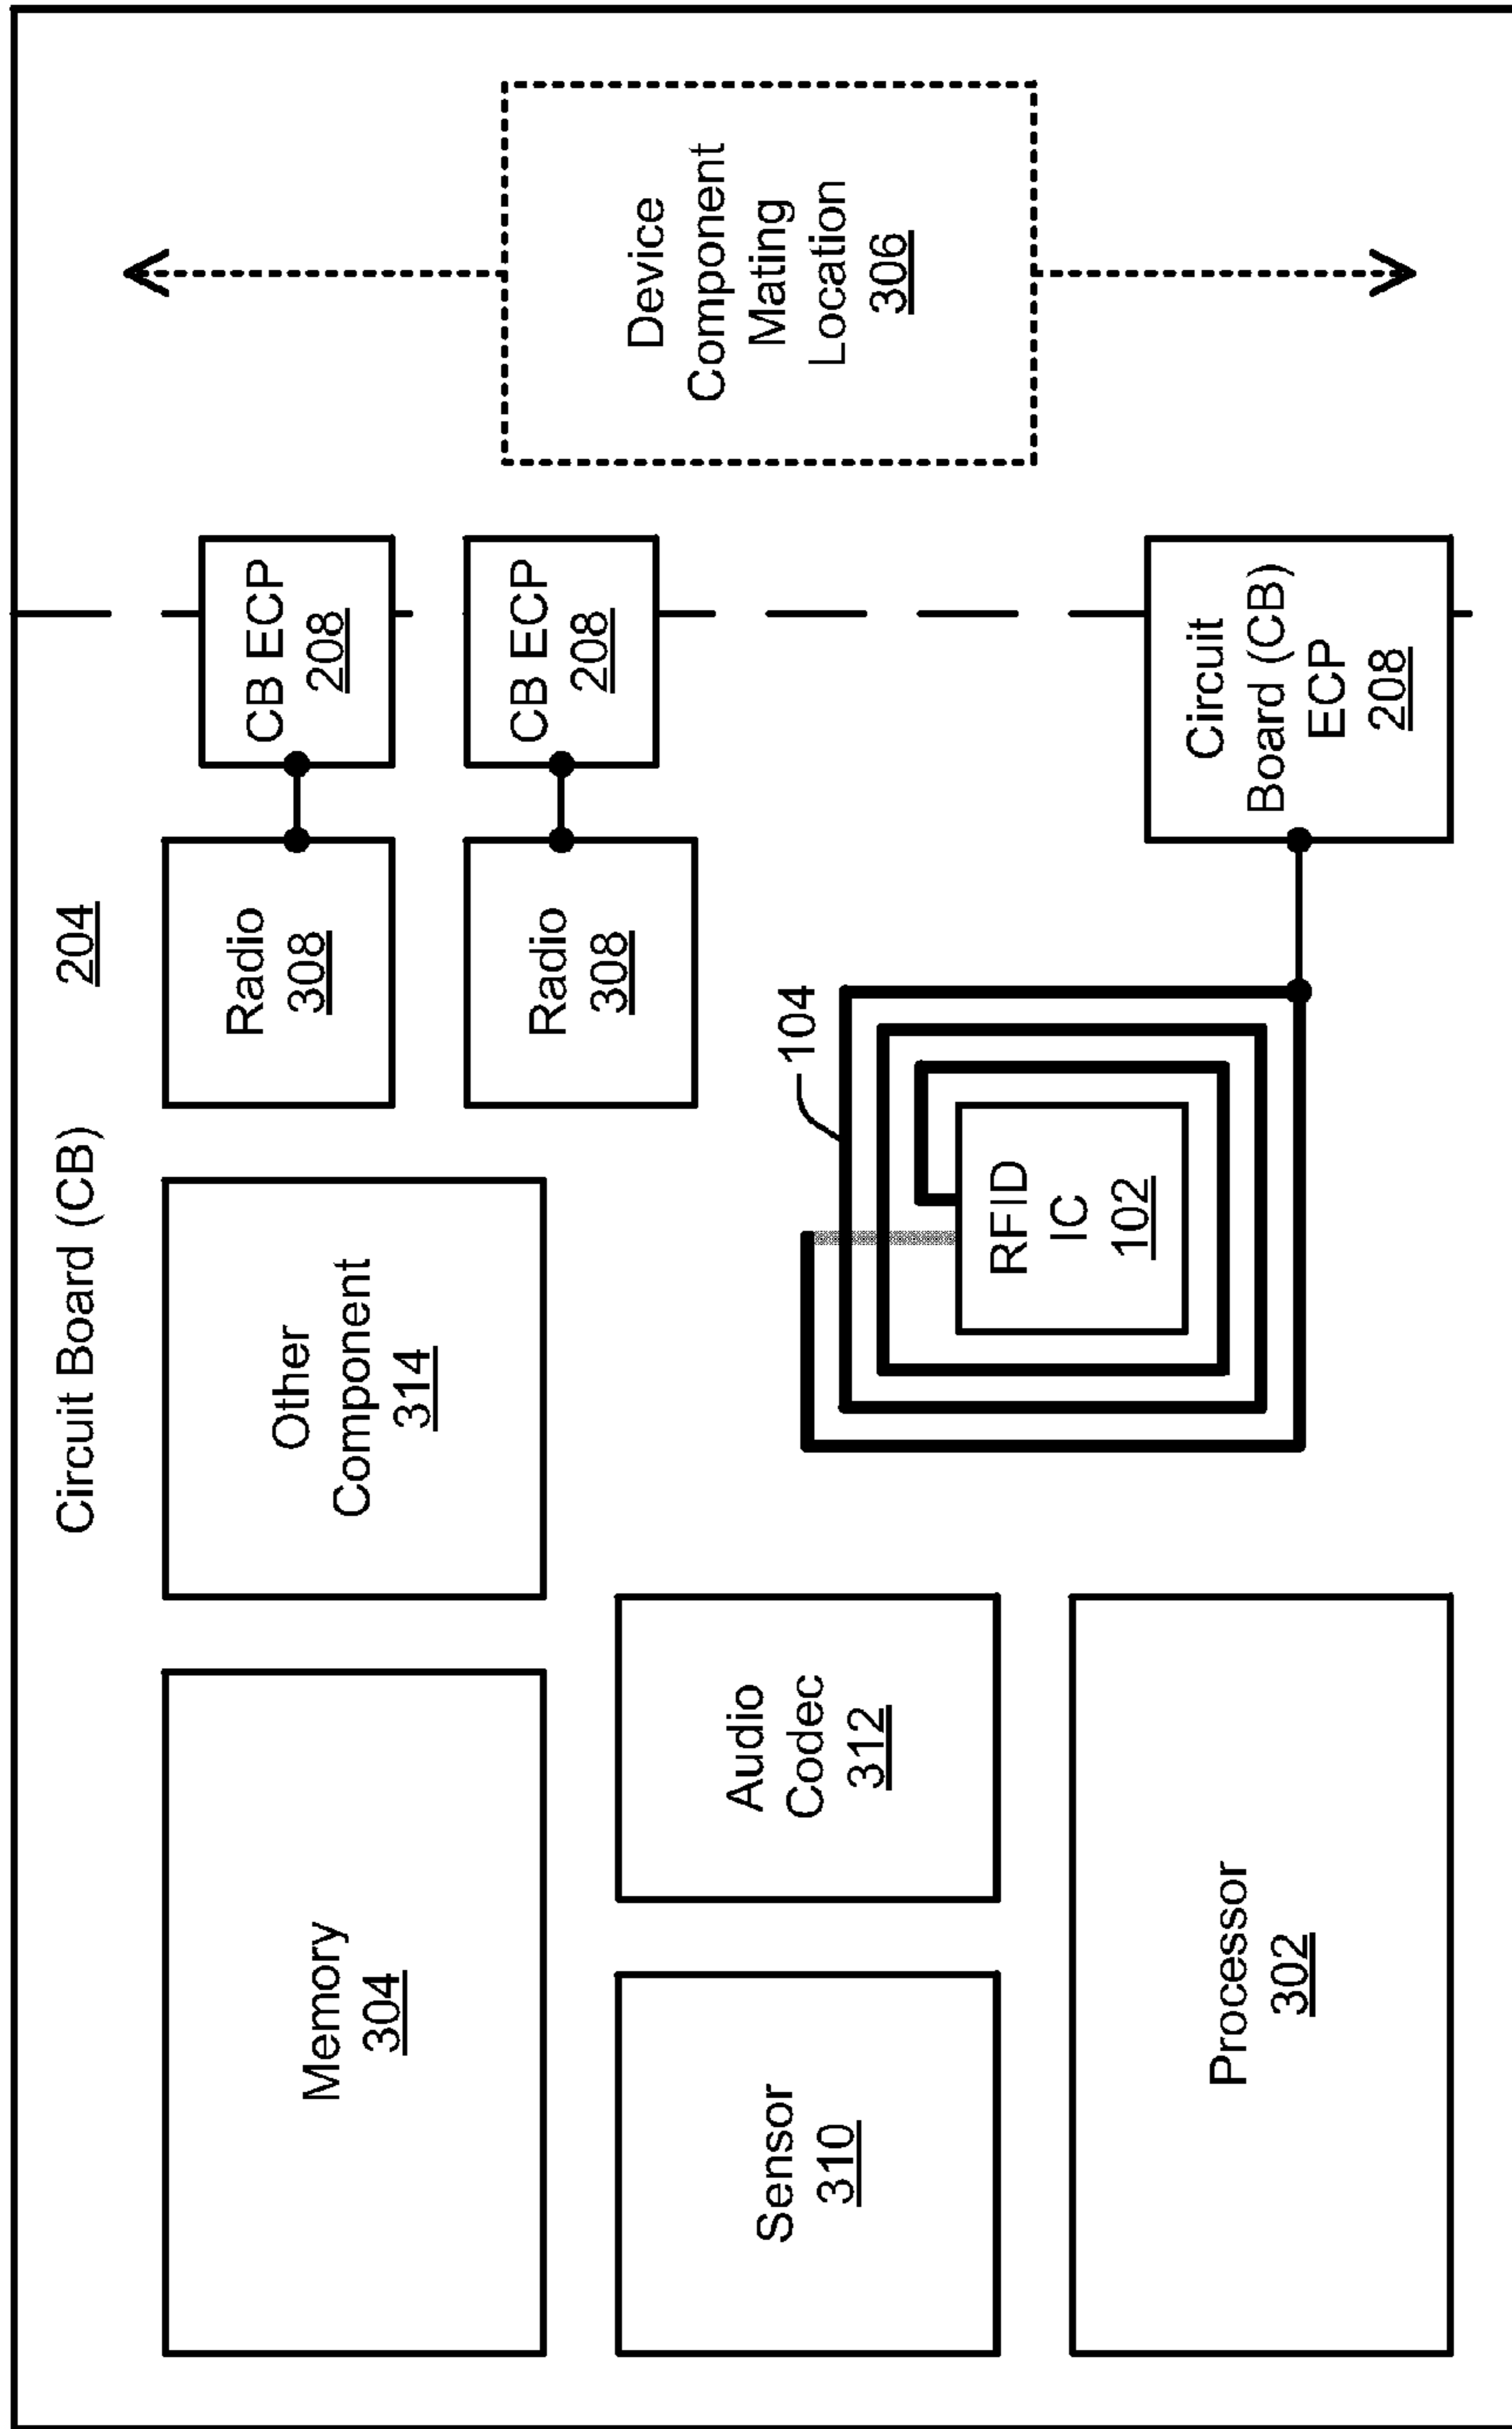 Circuit Board (CB)
204
Memory
304
Other
Component
314
Radio
308
CB ECP
208
Radio
308
CB ECP
208
Device
Component
Mating
Location
306
Sensor
310
Audio
Codec
312
104
RFID
IC
102
Processor
302
Circuit
Board (CB)
ECP
208